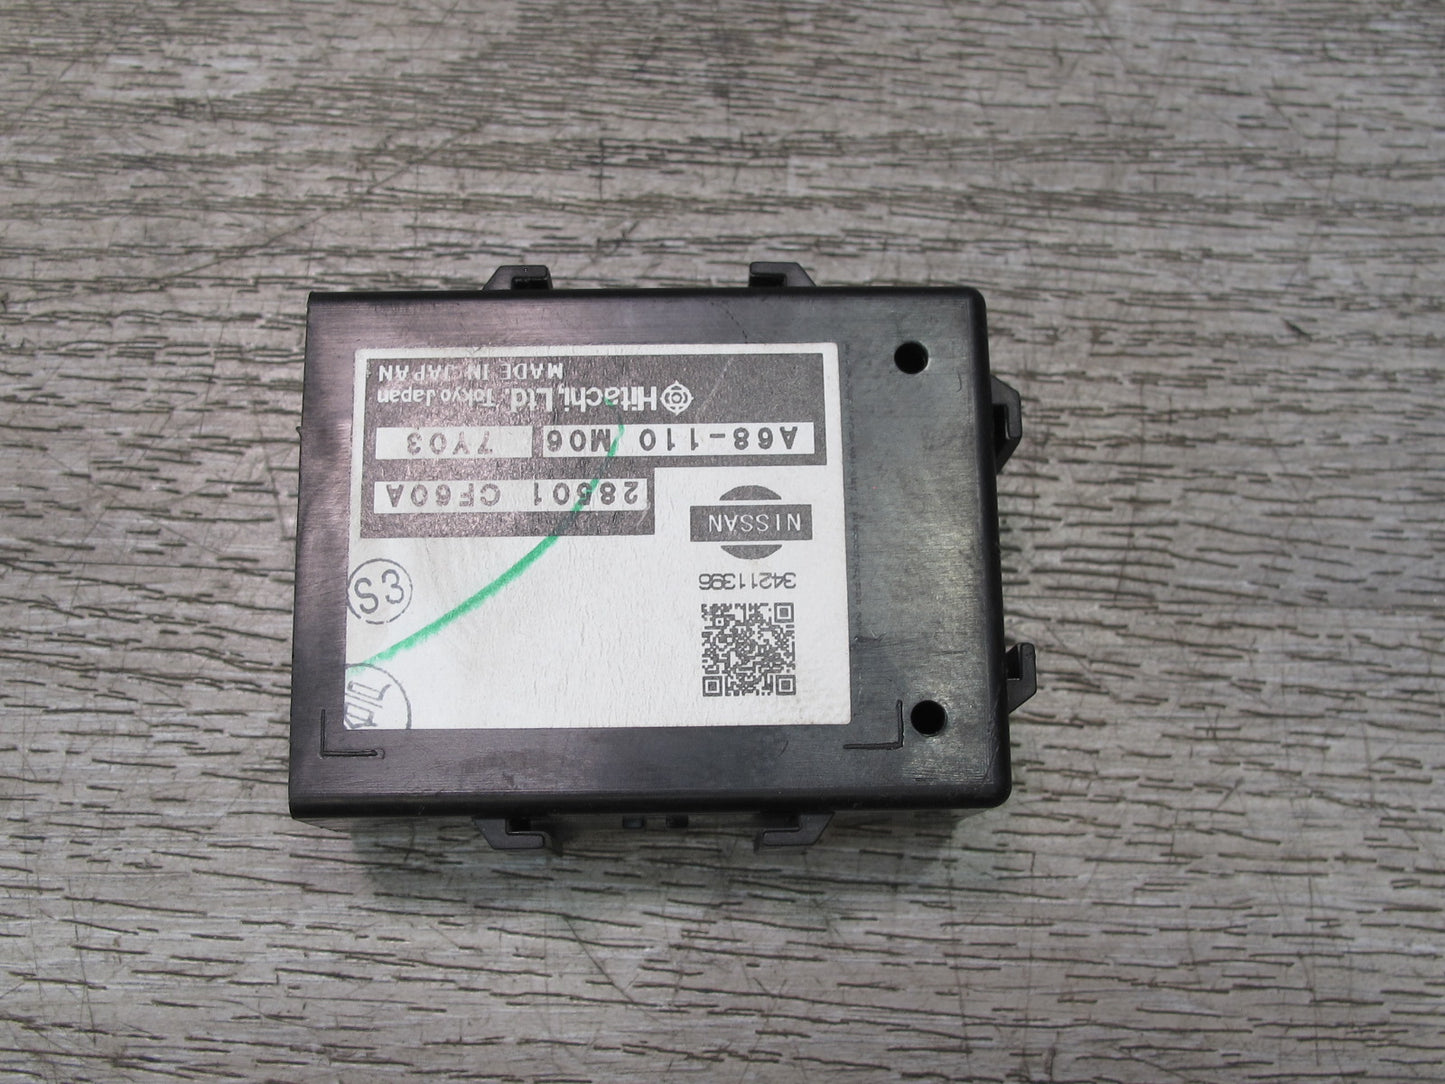 34211396
NISSAN
28501 CF60A
A68-110 M06 7Y03
Hitachi, Ltd. Tokyo Japan
MADE IN JAPAN
S3